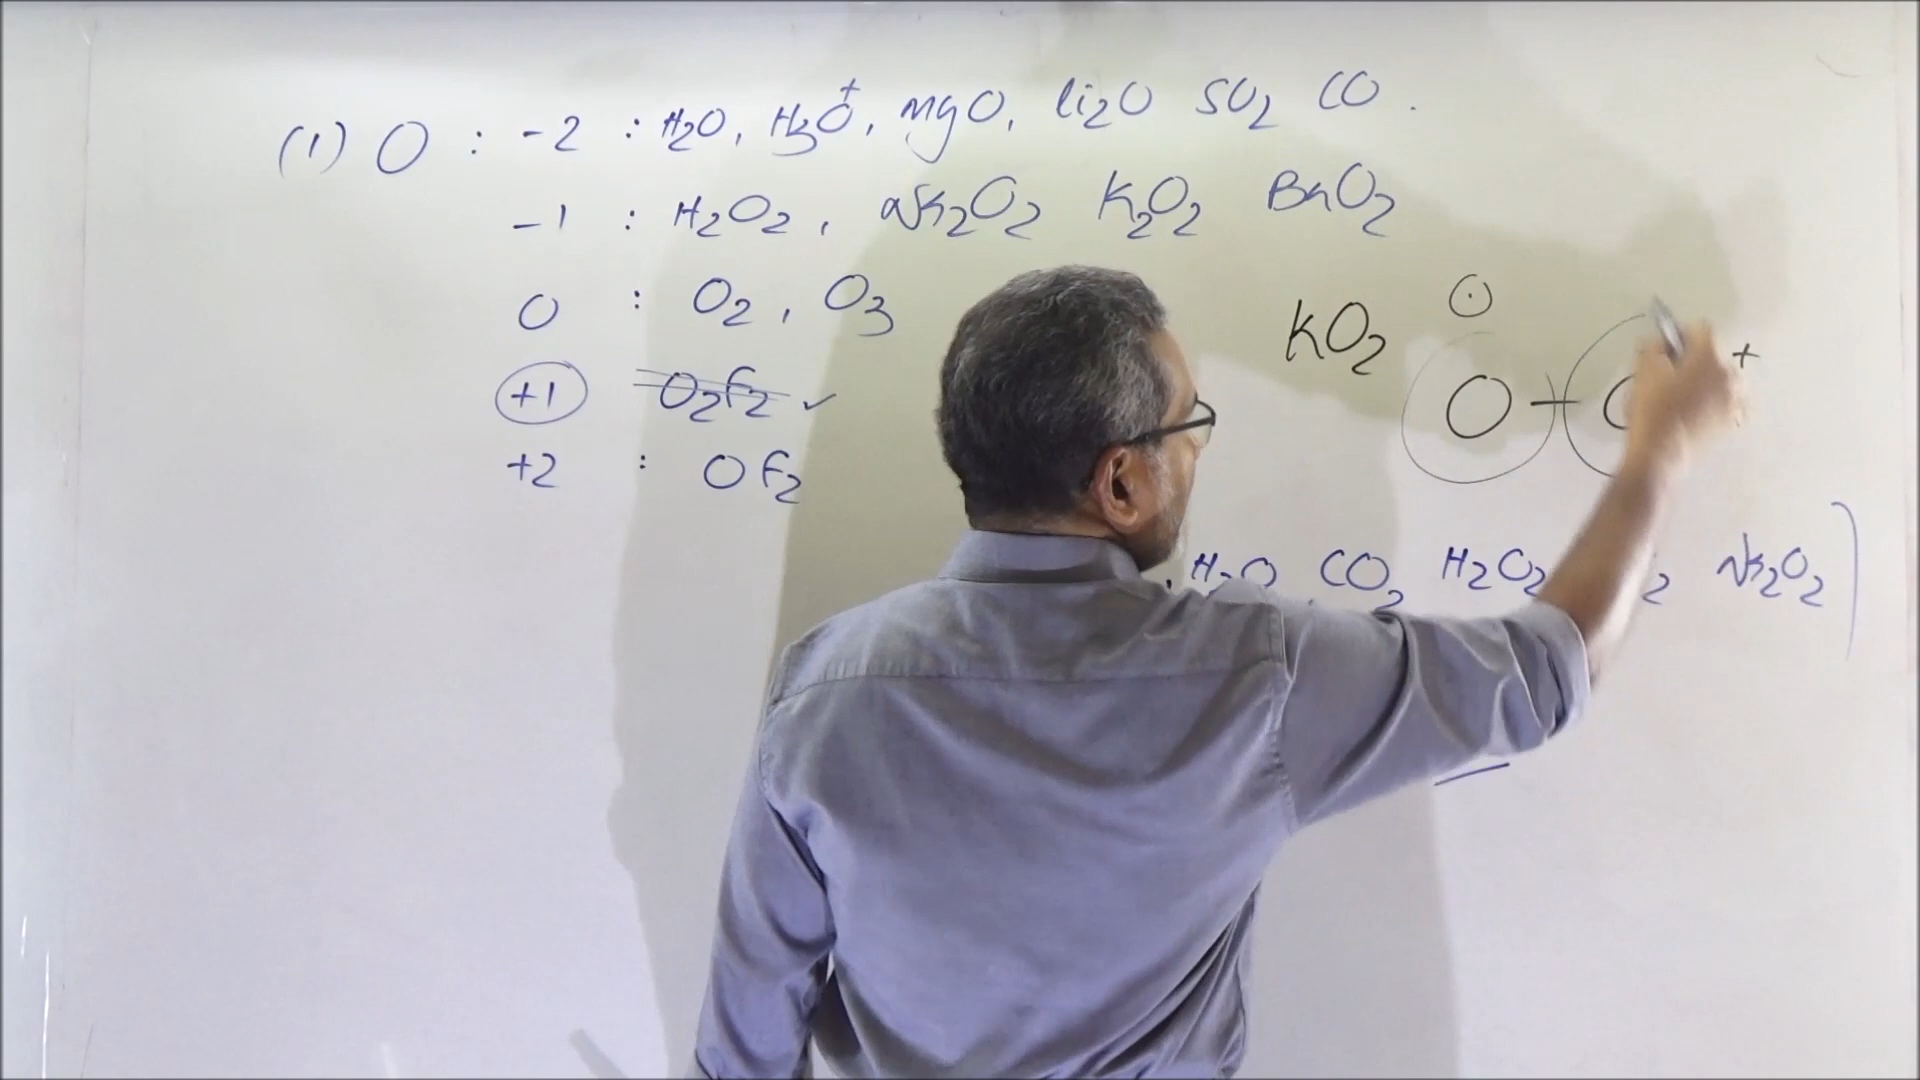 (1) O : -2 : H2O, H3O+, MgO, Li2O SO2 CO .
-1 : H2O2, Na2O2 K2O2 BaO2
0 : O2, O3
+1 O2F2 ✓
+2 : OF2
KO2
O +
H2O CO2 H2O2 2 Na2O2 )